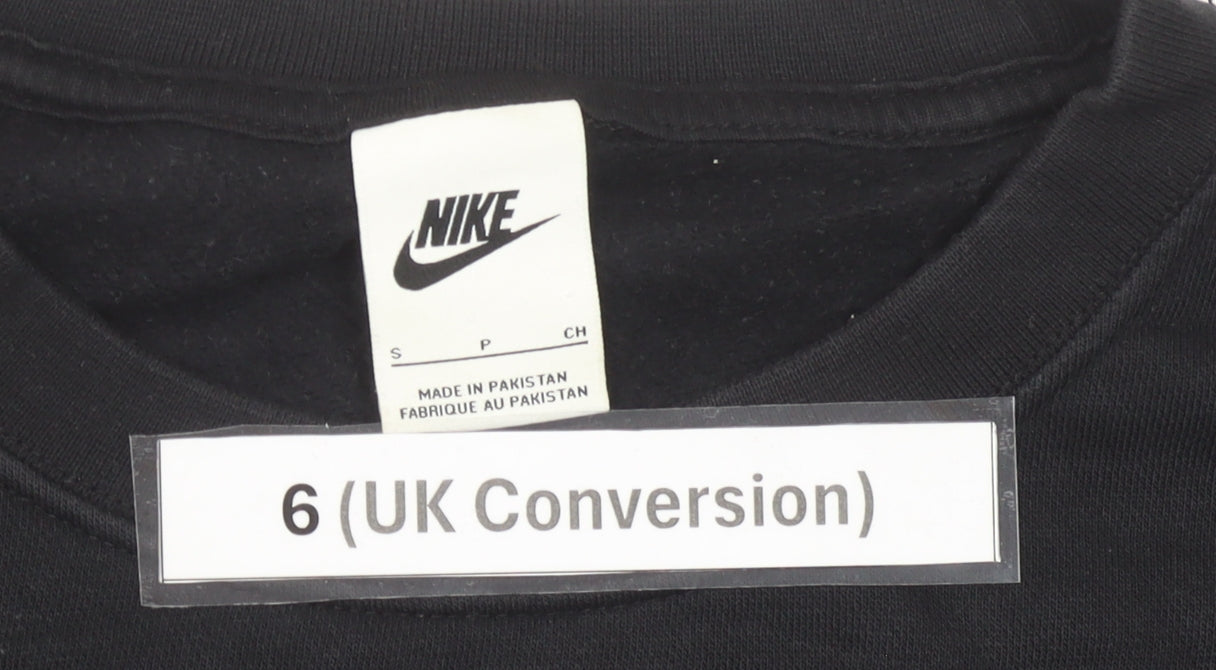 NIKE
S P CH
MADE IN PAKISTAN
FABRIQUE AU PAKISTAN
6 (UK Conversion)